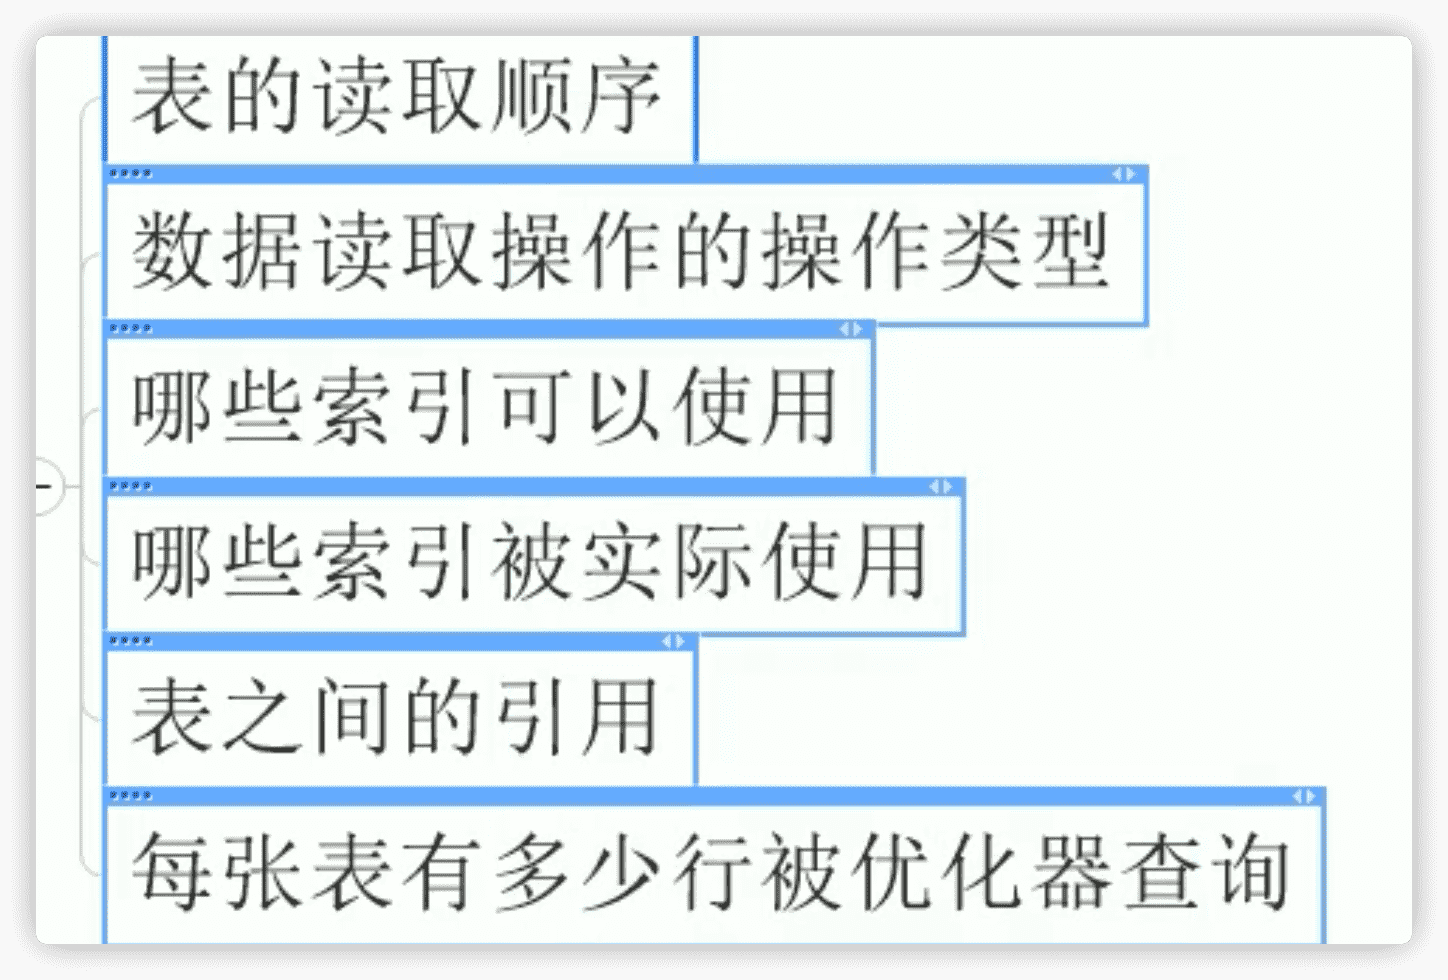 表的读取顺序
数据读取操作的操作类型
哪些索引可以使用
哪些索引被实际使用
表之间的引用
每张表有多少行被优化器查询